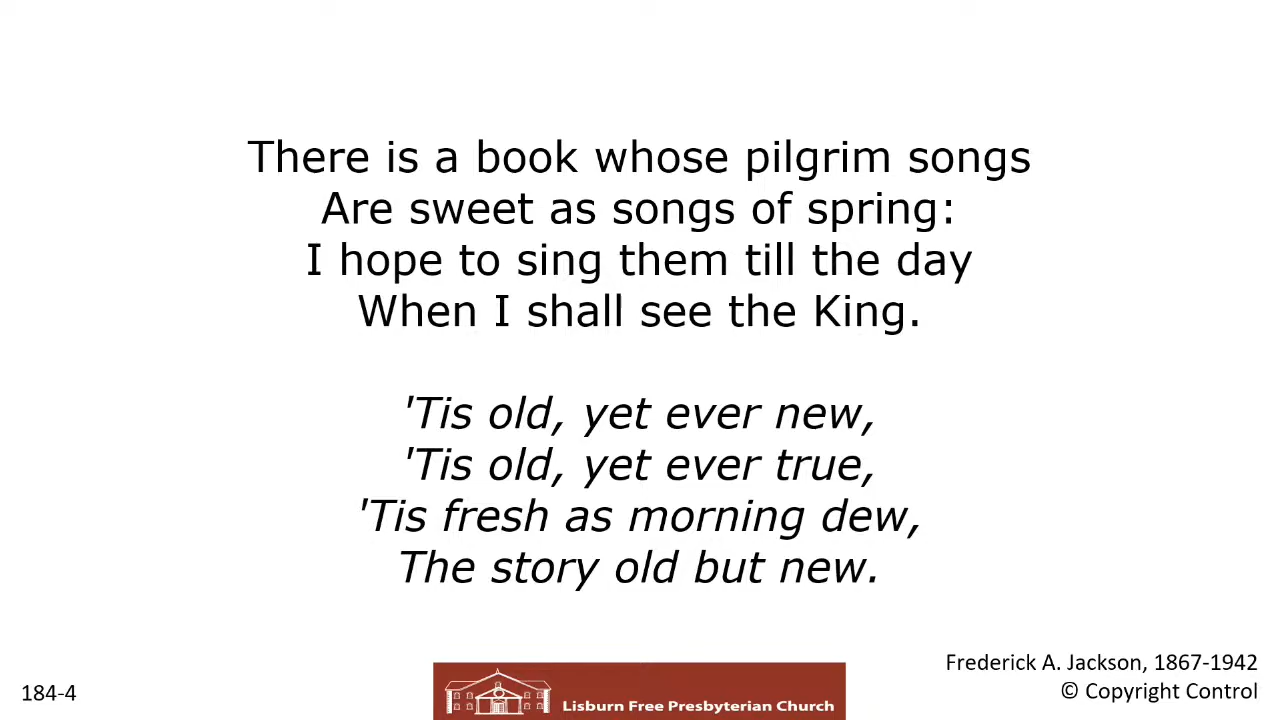 There is a book whose pilgrim songs
Are sweet as songs of spring:
I hope to sing them till the day
When I shall see the King.
'Tis old, yet ever new,
'Tis old, yet ever true,
'Tis fresh as morning dew,
The story old but new.
184-4
Lisburn Free Presbyterian Church
Frederick A. Jackson, 1867-1942
© Copyright Control